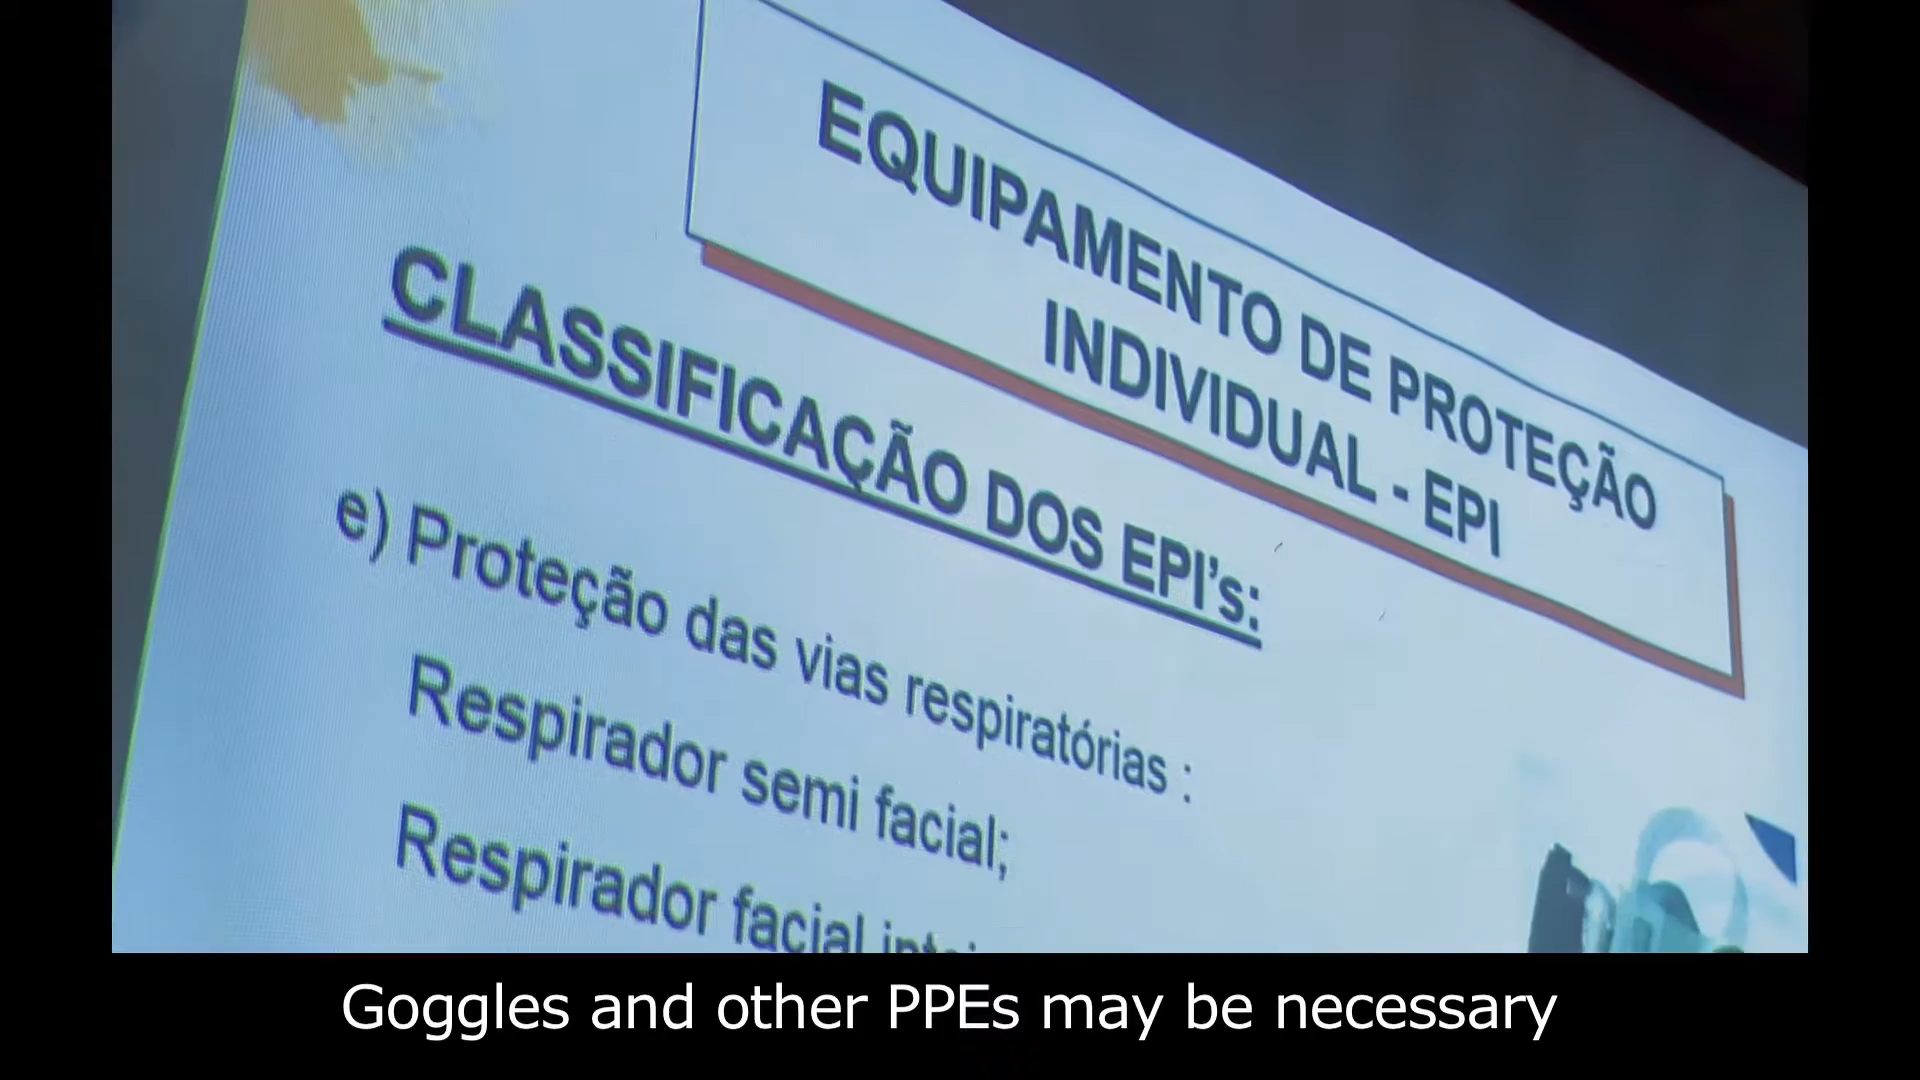 EQUIPAMENTO DE PROTEÇÃO
INDIVIDUAL - EPI
CLASSIFICAÇÃO DOS EPI's:
e) Proteção das vias respiratórias :
Respirador semi facial;
Respirador facial
Goggles and other PPEs may be necessary